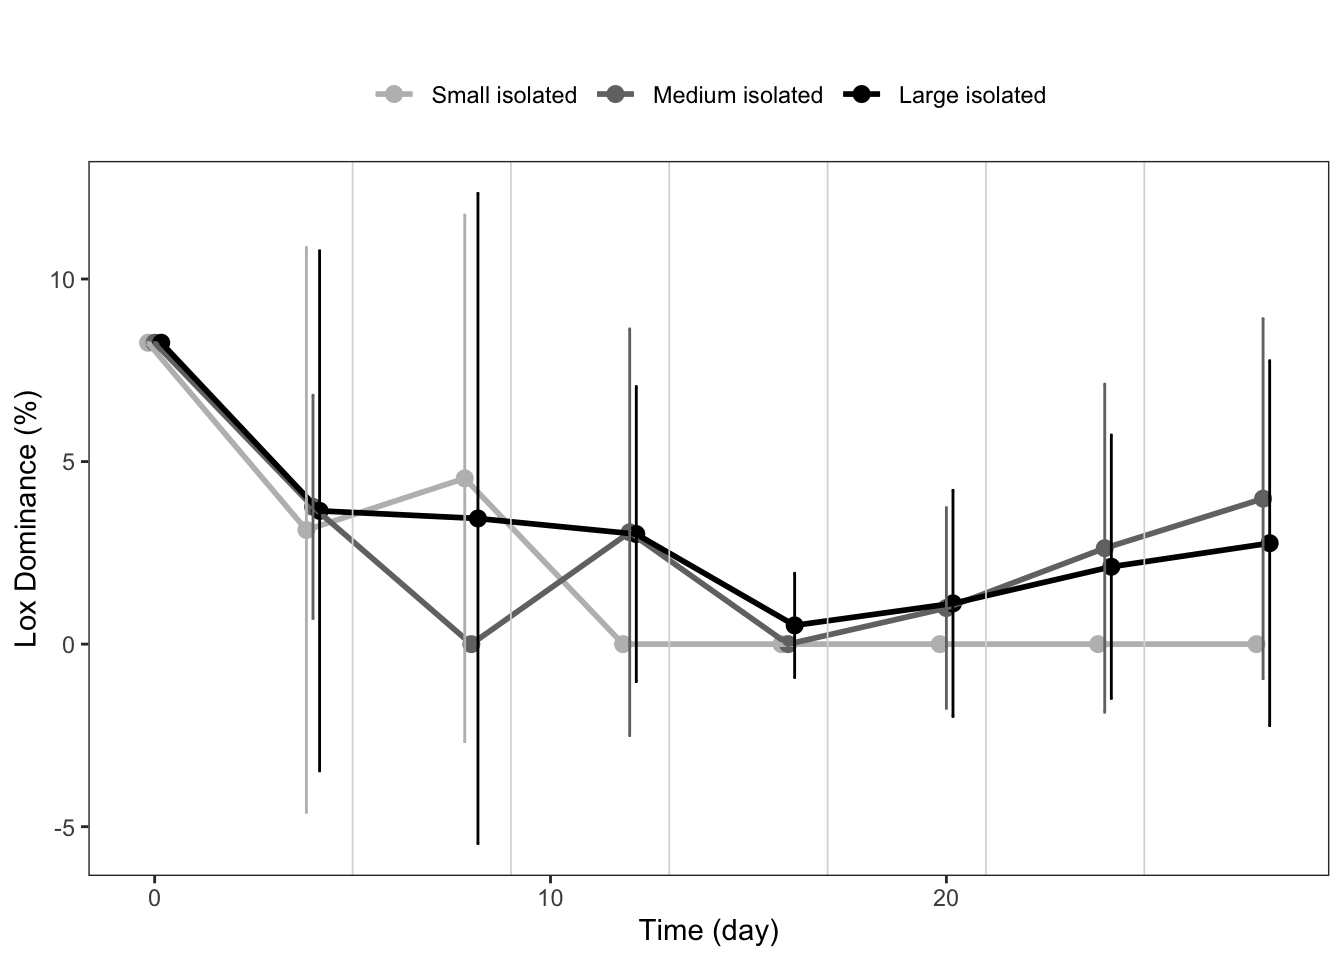 Small isolated Medium isolated Large isolated
Lox Dominance (%)
10
5
0
-5
0 10 20
Time (day)